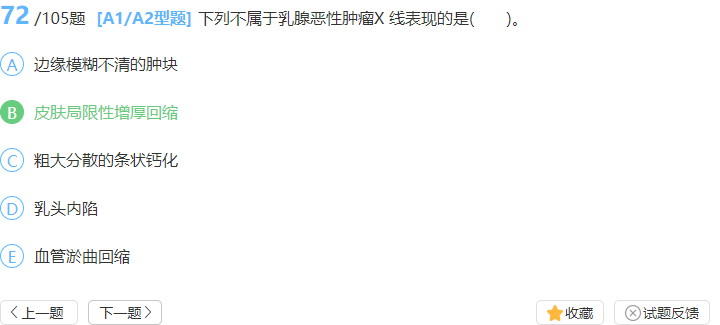 72/105题 [A1/A2型题] 下列不属于乳腺恶性肿瘤X 线表现的是( )。
A 边缘模糊不清的肿块
B 皮肤局限性增厚回缩
C 粗大分散的条状钙化
D 乳头内陷
E 血管淤曲回缩
上一题 下一题 收藏 试题反馈